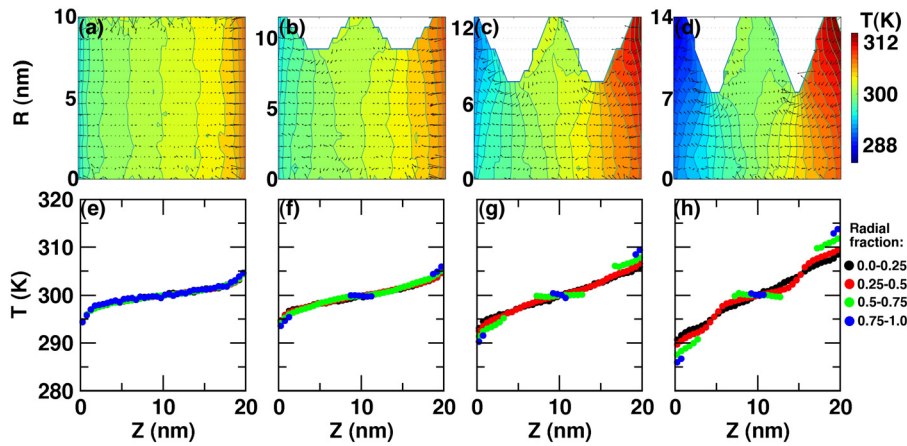 10 (a) 10 (b) 12 (c) 14 (d) T(K)
312
300
288
R (nm)
5 5 6 7
0 0 0 0
320 (e) (f) (g) (h)
310
300
290
280
T (K)
Radial
fraction:
0.0-0.25
0.25-0.5
0.5-0.75
0.75-1.0
0 10 20 0 10 20 0 10 20 0 10 20
Z (nm) Z (nm) Z (nm) Z (nm)